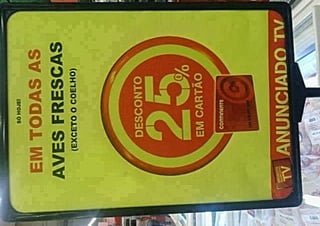 ANUNCIADO TV
TV
DESCONTO
25%
EM CARTÃO
continente
SÓ HOJE!
EM TODAS AS
AVES FRESCAS
(EXCETO O COELHO)